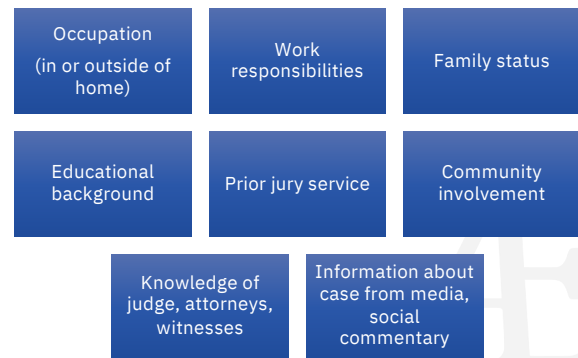 Occupation
(in or outside of
home)
Work
responsibilities
Family status
Educational
background
Prior jury service
Community
involvement
Knowledge of
judge, attorneys,
witnesses
Information about
case from media,
social
commentary